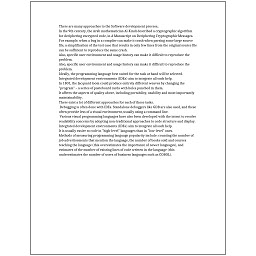 There are many approaches to the Software development process.
In the 9th century, the Arab mathematician Al-Kindi described a cryptographic algorithm
for deciphering encrypted code, in A Manuscript on Deciphering Cryptographic Messages.
For example, when a bug in a compiler can make it crash when parsing some large source
file, a simplification of the test case that results in only few lines from the original source file
can be sufficient to reproduce the same crash.
Also, specific user environment and usage history can make it difficult to reproduce the
problem.
Also, specific user environment and usage history can make it difficult to reproduce the
problem.
Ideally, the programming language best suited for the task at hand will be selected.
Integrated development environments (IDEs) aim to integrate all such help.
In 1801, the Jacquard loom could produce entirely different weaves by changing the
"program" - a series of pasteboard cards with holes punched in them.
It affects the aspects of quality above, including portability, usability and most importantly
maintainability.
There exist a lot of different approaches for each of those tasks.
Debugging is often done with IDEs. Standalone debuggers like GDB are also used, and these
often provide less of a visual environment, usually using a command line.
Various visual programming languages have also been developed with the intent to resolve
readability concerns by adopting non-traditional approaches to code structure and display.
Integrated development environments (IDEs) aim to integrate all such help.
It is usually easier to code in "high-level" languages than in "low-level" ones.
Methods of measuring programming language popularity include: counting the number of
job advertisements that mention the language, the number of books sold and courses
teaching the language (this overestimates the importance of newer languages), and
estimates of the number of existing lines of code written in the language (this
underestimates the number of users of business languages such as COBOL).